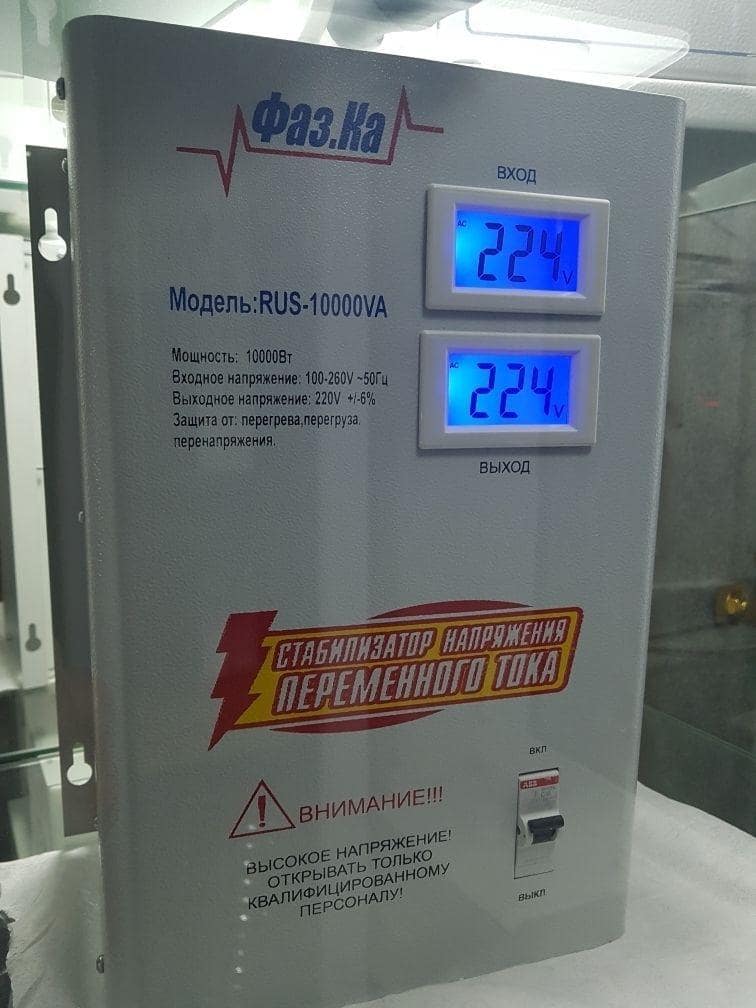 Фаз.Ка
ВХОД
AC 224 V
Модель:RUS-10000VA
Мощность: 10000Вт
Входное напряжение: 100-260V ~50Гц
Выходное напряжение: 220V +/-6%
Защита от: перегрева,перегруза,
перенапряжения.
AC 224 V
ВЫХОД
СТАБИЛИЗАТОР НАПРЯЖЕНИЯ
ПЕРЕМЕННОГО ТОКА
ВКЛ
ABB
ВЫКЛ
! ВНИМАНИЕ!!!
ВЫСОКОЕ НАПРЯЖЕНИЕ!
ОТКРЫВАТЬ ТОЛЬКО
КВАЛИФИЦИРОВАННОМУ
ПЕРСОНАЛУ!